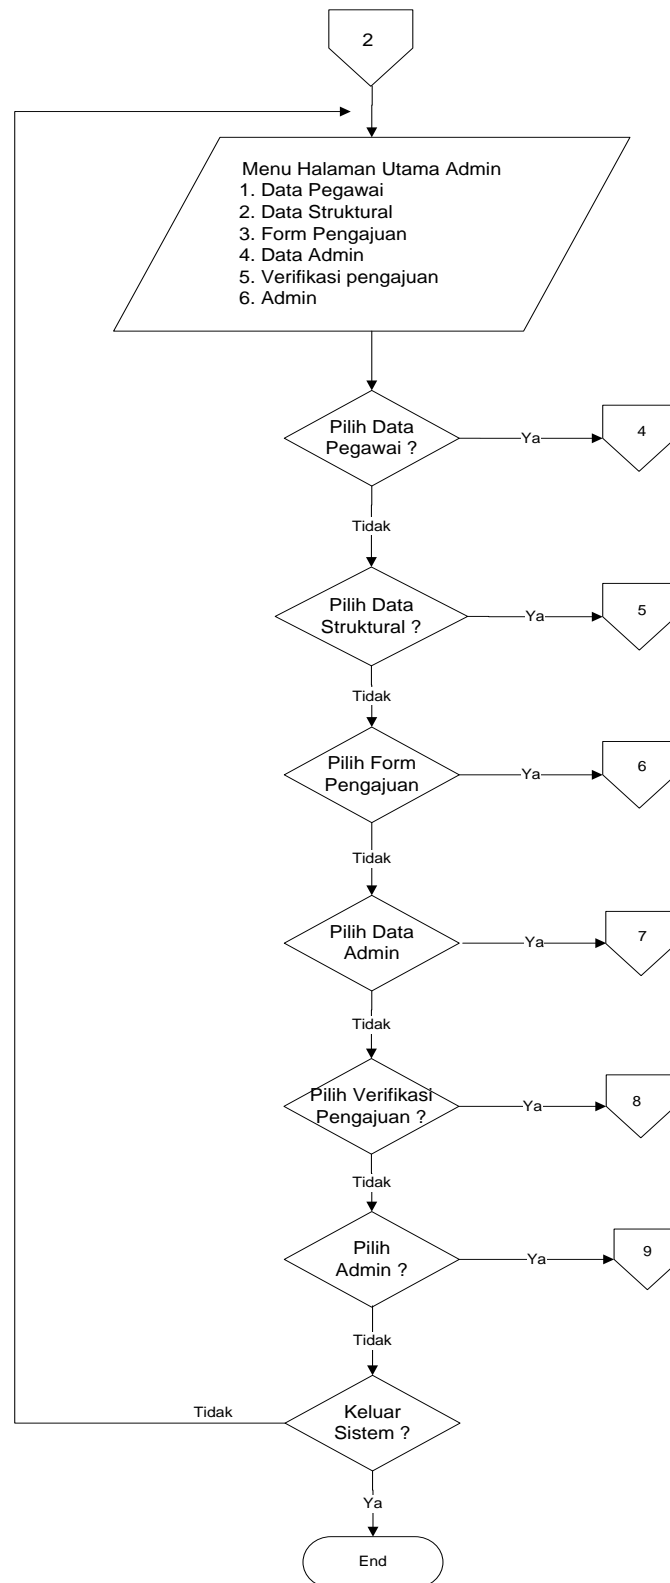 2
Menu Halaman Utama Admin
1. Data Pegawai
2. Data Struktural
3. Form Pengajuan
4. Data Admin
5. Verifikasi pengajuan
6. Admin
Pilih Data
Pegawai ?
Ya
4
Tidak
Pilih Data
Struktural ?
Ya
5
Tidak
Pilih Form
Pengajuan
Ya
6
Tidak
Pilih Data
Admin
Ya
7
Tidak
Pilih Verifikasi
Pengajuan ?
Ya
8
Tidak
Pilih
Admin ?
Ya
9
Tidak
Keluar
Sistem ?
Tidak
Ya
End